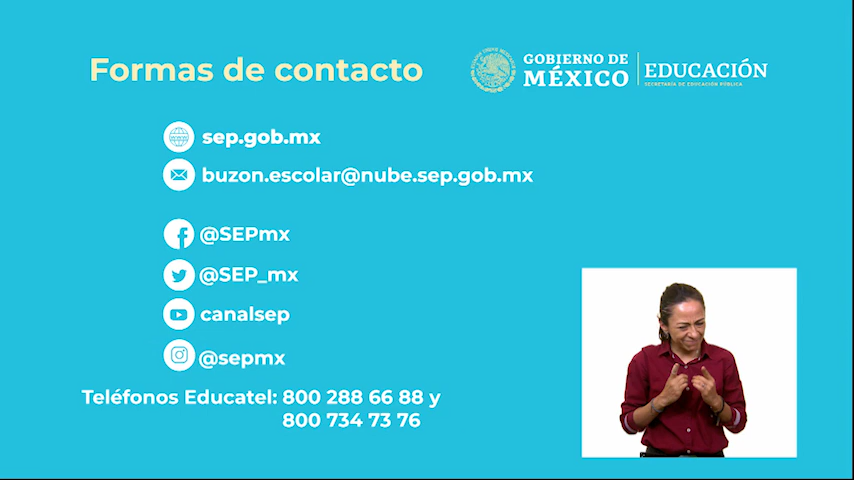 Formas de contacto
GOBIERNO DE
MÉXICO
EDUCACIÓN
SECRETARÍA DE EDUCACIÓN PÚBLICA
sep.gob.mx
buzon.escolar@nube.sep.gob.mx
@SEPmx
@SEP_mx
canalsep
@sepmx
Teléfonos Educatel: 800 288 66 88 y
800 734 73 76